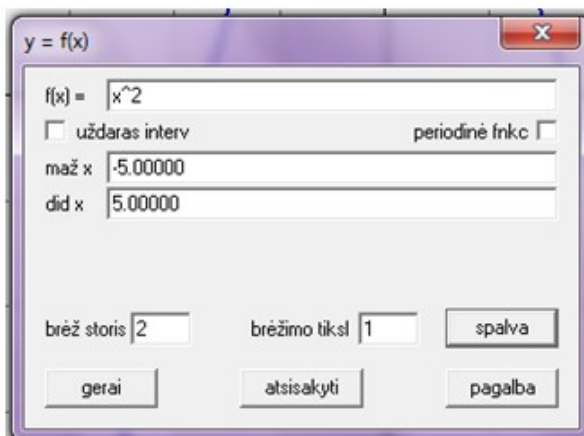 y = f(x)
f(x) = x^2
uždaras interv periodinė fnkc
maž x -5.00000
did x 5.00000
brėž storis 2 brėžimo tiksl 1 spalva
gerai atsisakyti pagalba